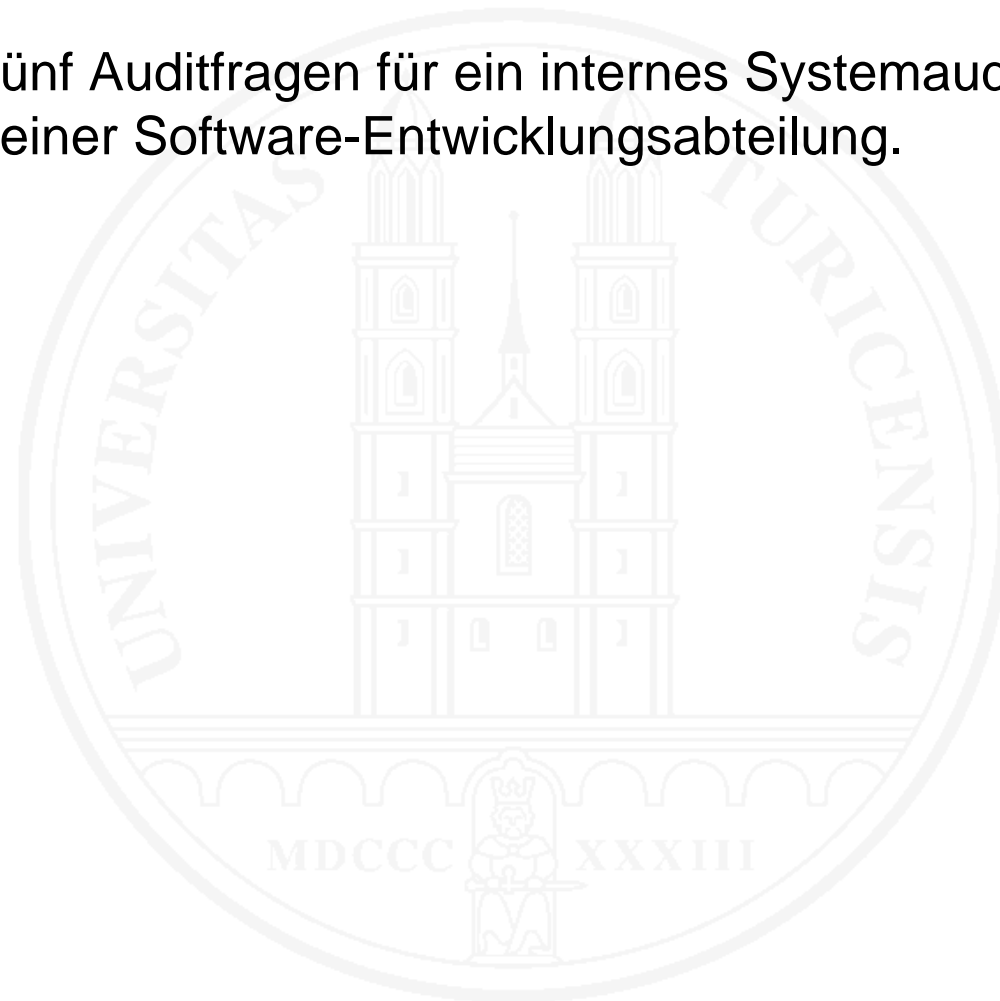 ünf Auditfragen für ein internes Systemaud
einer Software-Entwicklungsabteilung.
UNIVERSITAS TURICENSIS
MDCCC XXXIII